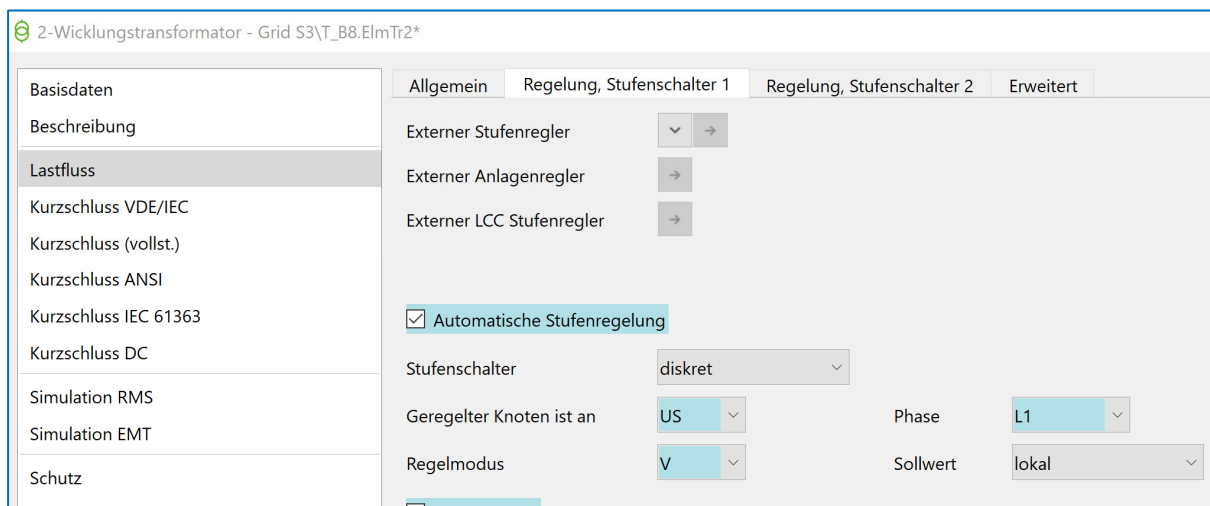 2-Wicklungstransformator - Grid S3\T_B8.ElmTr2*
Basisdaten
Beschreibung
Lastfluss
Kurzschluss VDE/IEC
Kurzschluss (vollst.)
Kurzschluss ANSI
Kurzschluss IEC 61363
Kurzschluss DC
Simulation RMS
Simulation EMT
Schutz
Allgemein Regelung, Stufenschalter 1 Regelung, Stufenschalter 2 Erweitert
Externer Stufenregler
Externer Anlagenregler
Externer LCC Stufenregler
Automatische Stufenregelung
Stufenschalter diskret
Geregelter Knoten ist an US Phase L1
Regelmodus V Sollwert lokal